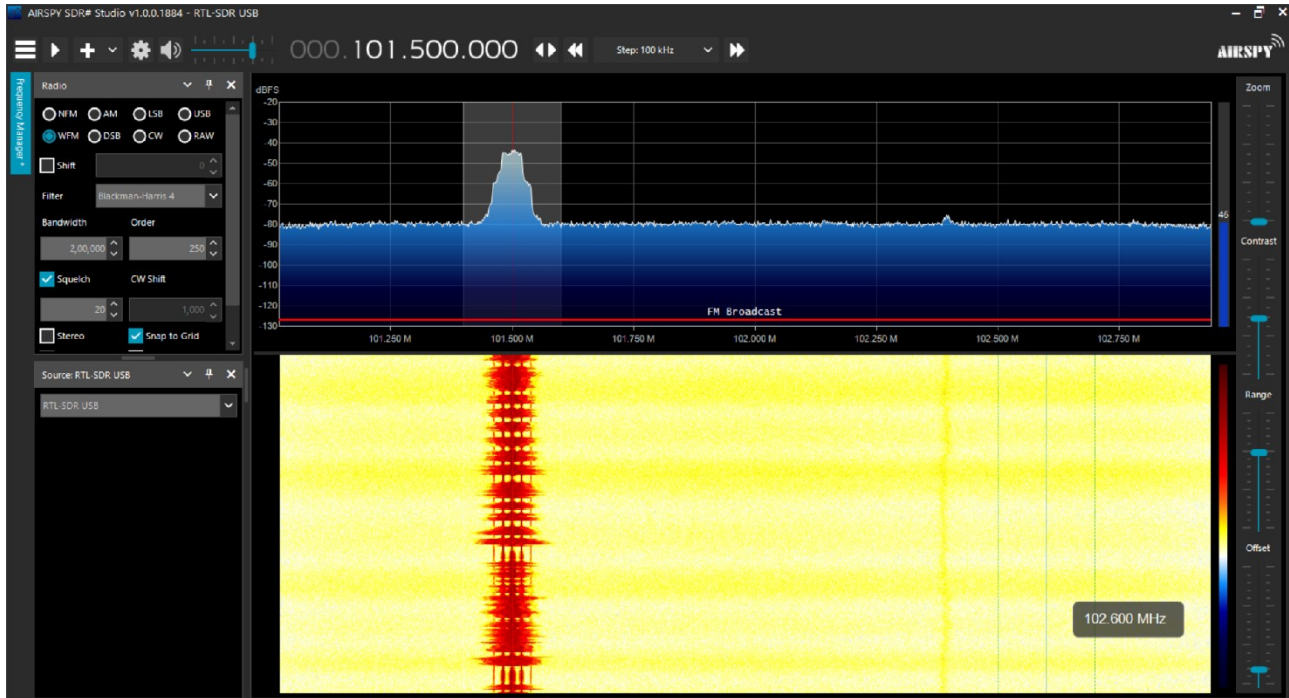 AIRSPY SDR# Studio v1.0.0.1884 - RTL-SDR USB
000.101.500.000
Step: 100 kHz
AIRSPY
Frequency Manager *
Radio
NFM AM LSB USB
WFM DSB CW RAW
Shift 0
Filter Blackman-Harris 4
Bandwidth Order
2,00,000 250
Squelch CW Shift
20 1,000
Stereo Snap to Grid
Source: RTL-SDR USB
RTL-SDR USB
dBFS
-20
-30
-40
-50
-60
-70
-80
-90
-100
-110
-120
-130
FM Broadcast
101.250 M 101.500 M 101.750 M 102.000 M 102.250 M 102.500 M 102.750 M
46
102.600 MHz
Zoom
Contrast
Range
Offset